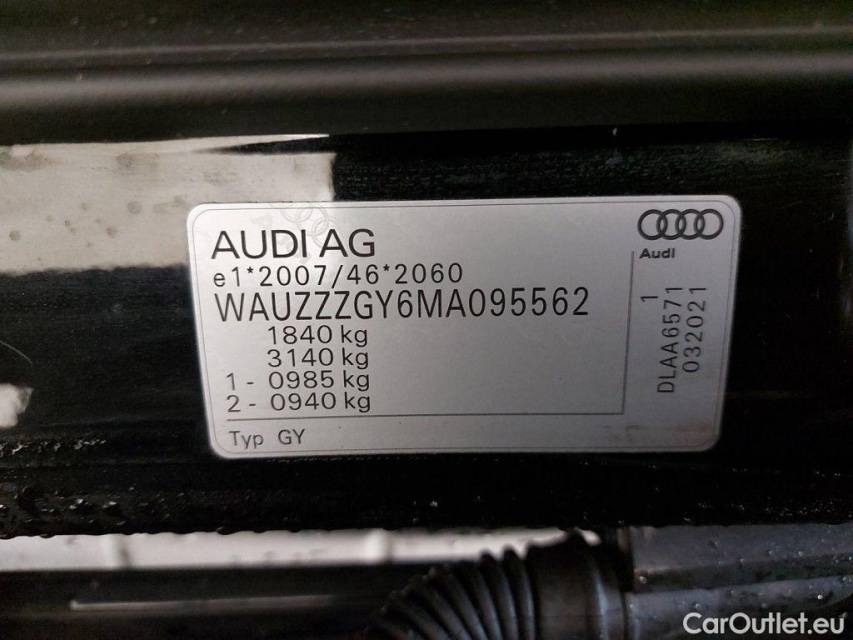 AUDI AG
e1*2007/46*2060
WAUZZZGY6MA095562
1840 kg
3140 kg
1 - 0985 kg
2 - 0940 kg
Typ GY
Audi
1
DLAA6571
032021
CarOutlet.eu